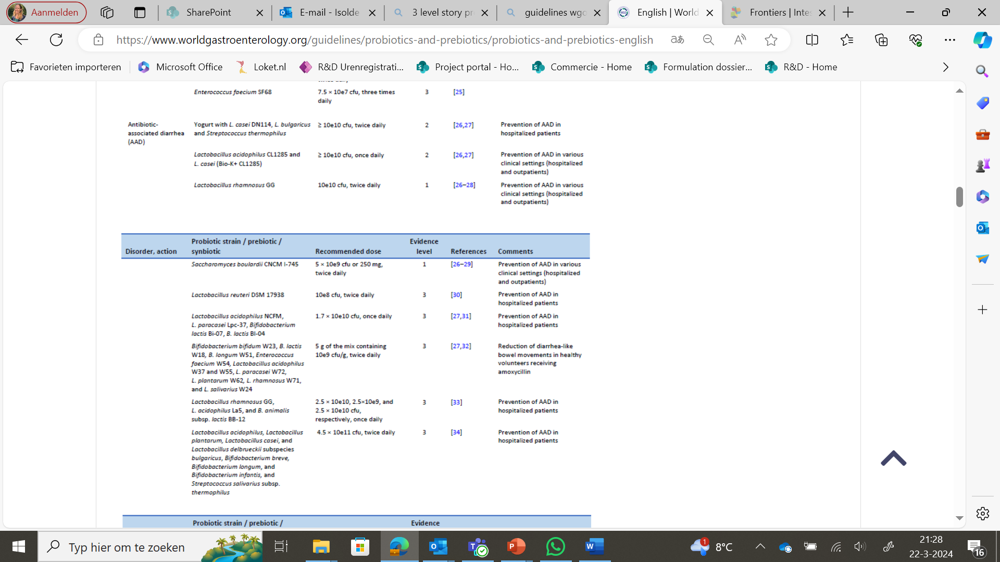 Aanmelden
SharePoint
E-mail - Isolde
3 level story pr
guidelines wgo
English | World
Frontiers | Inte
https://www.worldgastroenterology.org/guidelines/probiotics-and-prebiotics/probiotics-and-prebiotics-english
Favorieten importeren
Microsoft Office
Loket.nl
R&D Urenregistrati...
Project portal - Ho...
Commercie - Home
Formulation dossier...
R&D - Home
Enterococcus faecium SF68
7.5 × 10e7 cfu, three times
daily
3
[25]
Antibiotic-
associated diarrhea
(AAD)
Yogurt with L. casei DN114, L. bulgaricus
and Streptococcus thermophilus
≥ 10e10 cfu, twice daily
2
[26,27]
Prevention of AAD in
hospitalized patients
Lactobacillus acidophilus CL1285 and
L. casei (Bio-K+ CL1285)
≥ 10e10 cfu, once daily
2
[26,27]
Prevention of AAD in various
clinical settings (hospitalized
and outpatients)
Lactobacillus rhamnosus GG
10e10 cfu, twice daily
1
[26–28]
Prevention of AAD in various
clinical settings (hospitalized
and outpatients)
Disorder, action
Probiotic strain / prebiotic /
synbiotic
Recommended dose
Evidence
level
References
Comments
Saccharomyces boulardii CNCM I-745
5 × 10e9 cfu or 250 mg,
twice daily
1
[26–29]
Prevention of AAD in various
clinical settings (hospitalized
and outpatients)
Lactobacillus reuteri DSM 17938
10e8 cfu, twice daily
3
[30]
Prevention of AAD in
hospitalized patients
Lactobacillus acidophilus NCFM,
L. paracasei Lpc-37, Bifidobacterium
lactis Bi-07, B. lactis Bl-04
1.7 × 10e10 cfu, once daily
3
[27,31]
Prevention of AAD in
hospitalized patients
Bifidobacterium bifidum W23, B. lactis
W18, B. longum W51, Enterococcus
faecium W54, Lactobacillus acidophilus
W37 and W55, L. paracasei W72,
L. plantarum W62, L. rhamnosus W71,
and L. salivarius W24
5 g of the mix containing
10e9 cfu/g, twice daily
3
[27,32]
Reduction of diarrhea-like
bowel movements in healthy
volunteers receiving
amoxycillin
Lactobacillus rhamnosus GG,
L. acidophilus La5, and B. animalis
subsp. lactis BB-12
2.5 × 10e10, 2.5×10e9, and
2.5 × 10e10 cfu,
respectively, once daily
3
[33]
Prevention of AAD in
hospitalized patients
Lactobacillus acidophilus, Lactobacillus
plantarum, Lactobacillus casei, and
Lactobacillus delbrueckii subspecies
bulgaricus, Bifidobacterium breve,
Bifidobacterium longum, and
Bifidobacterium infantis, and
Streptococcus salivarius subsp.
thermophilus
4.5 × 10e11 cfu, twice daily
3
[34]
Prevention of AAD in
hospitalized patients
Probiotic strain / prebiotic /
Evidence
Typ hier om te zoeken
1
8°C
21:28
22-3-2024
16